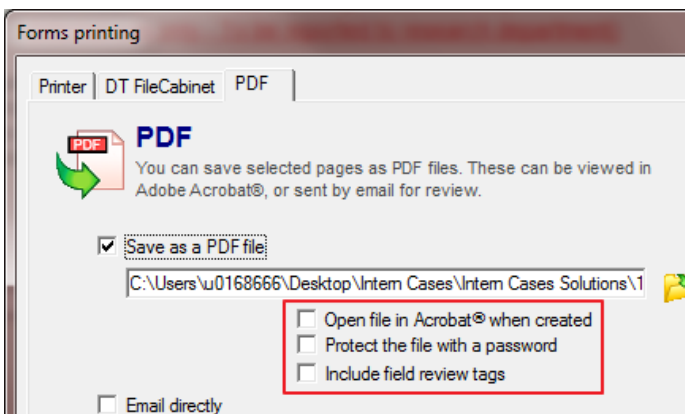 Forms printing
Printer DT FileCabinet PDF
PDF
PDF
You can save selected pages as PDF files. These can be viewed in
Adobe Acrobat®, or sent by email for review.
Save as a PDF file
C:\Users\u0168666\Desktop\Intern Cases\Intern Cases Solutions\1
Open file in Acrobat® when created
Protect the file with a password
Include field review tags
Email directly